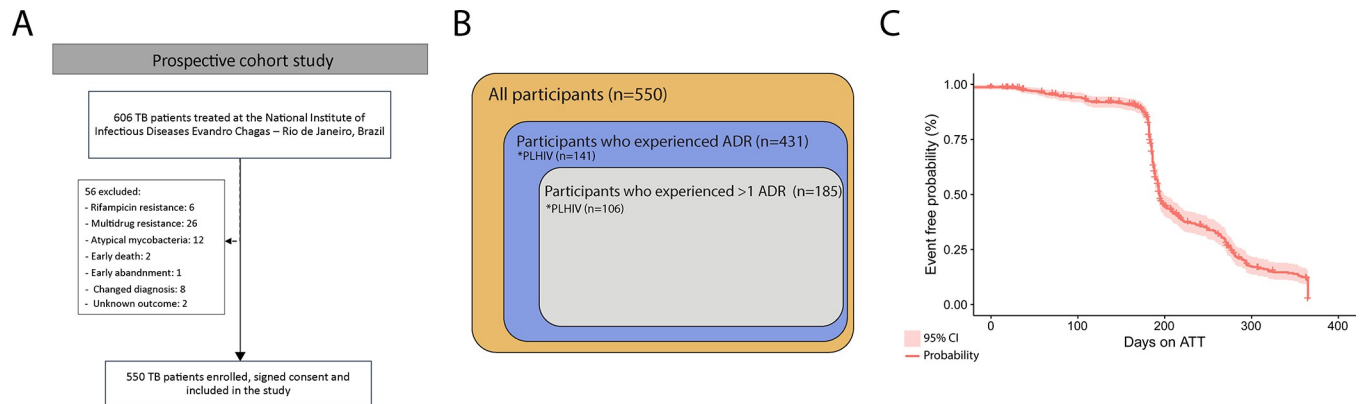 A
Prospective cohort study
606 TB patients treated at the National Institute of
Infectious Diseases Evandro Chagas – Rio de Janeiro, Brazil
56 excluded:
- Rifampicin resistance: 6
- Multidrug resistance: 26
- Atypical mycobacteria: 12
- Early death: 2
- Early abandnment: 1
- Changed diagnosis: 8
- Unknown outcome: 2
550 TB patients enrolled, signed consent and
included in the study
B
All participants (n=550)
Participants who experienced ADR (n=431)
*PLHIV (n=141)
Participants who experienced >1 ADR (n=185)
*PLHIV (n=106)
C
Event free probability (%)
1.00
0.75
0.50
0.25
0.00
0 100 200 300 400
Days on ATT
95% CI
Probability